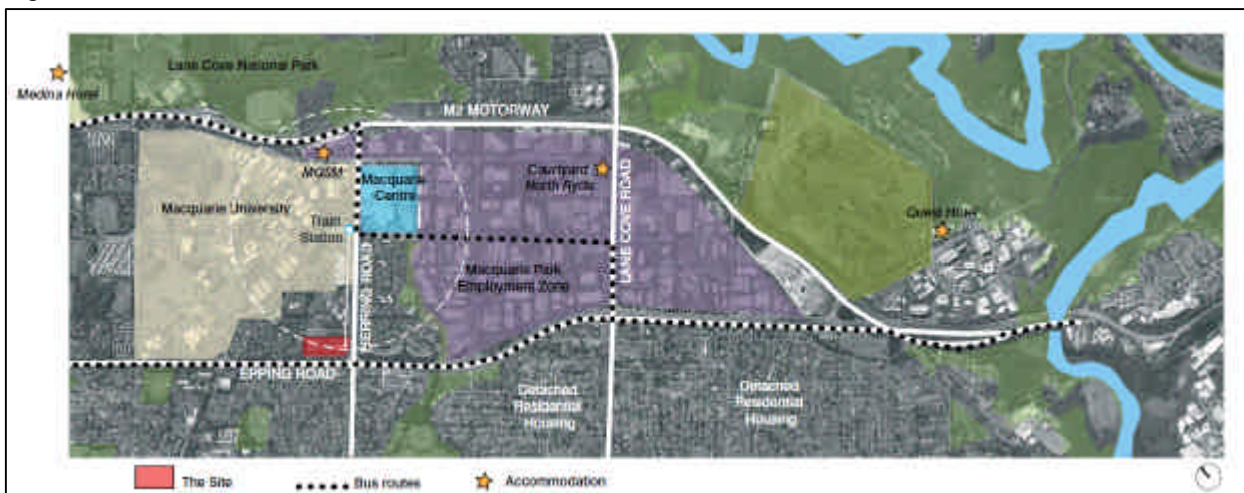 Lane Cove National Park
Medina Hotel
M2 MOTORWAY
MGSM
Macquarie
Centre
Courtyard
North Ryde
LANE COVE ROAD
Macquarie University
Train
Station
Quest Hotel
HERRING ROAD
Macquarie Park
Employment Zone
EPPING ROAD
Detached
Residential
Housing
Detached
Residential
Housing
The Site
Bus routes
Accommodation